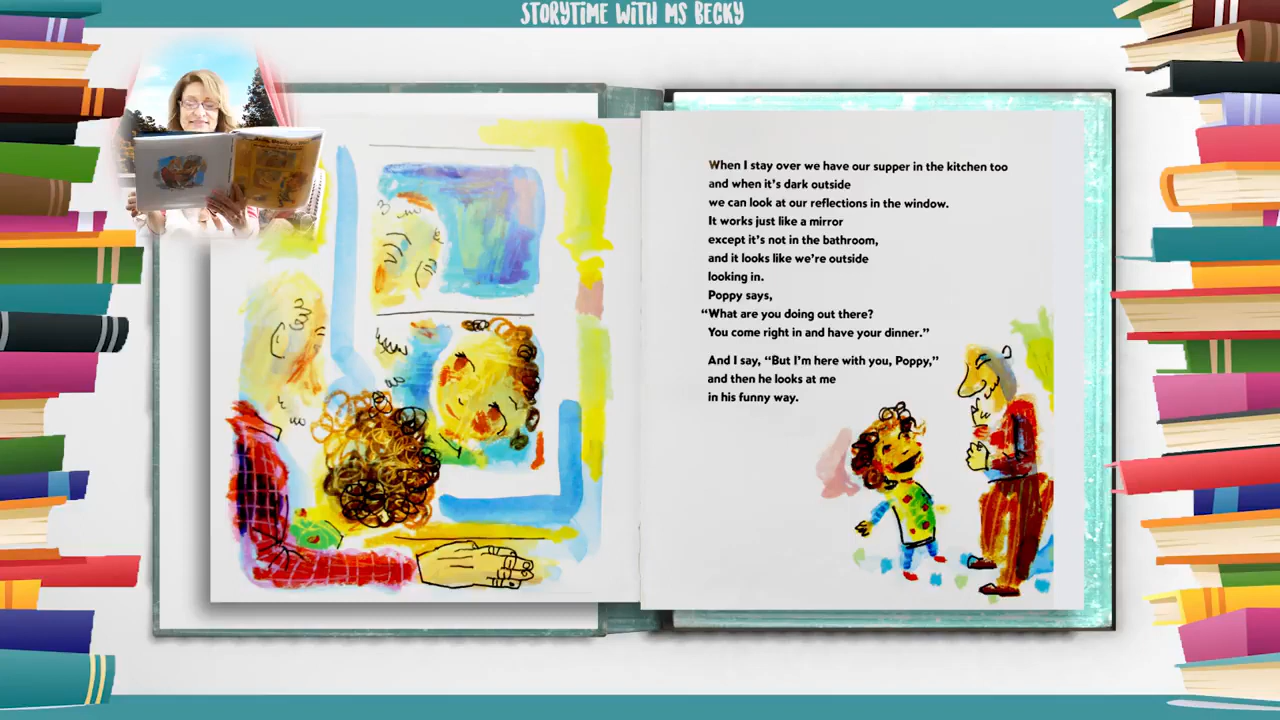 STORYTIME WITH MS BECKY
When I stay over we have our supper in the kitchen too
and when it's dark outside
we can look at our reflections in the window.
It works just like a mirror
except it's not in the bathroom,
and it looks like we're outside
looking in.
Poppy says,
“What are you doing out there?
You come right in and have your dinner.”
And I say, “But I'm here with you, Poppy,”
and then he looks at me
in his funny way.